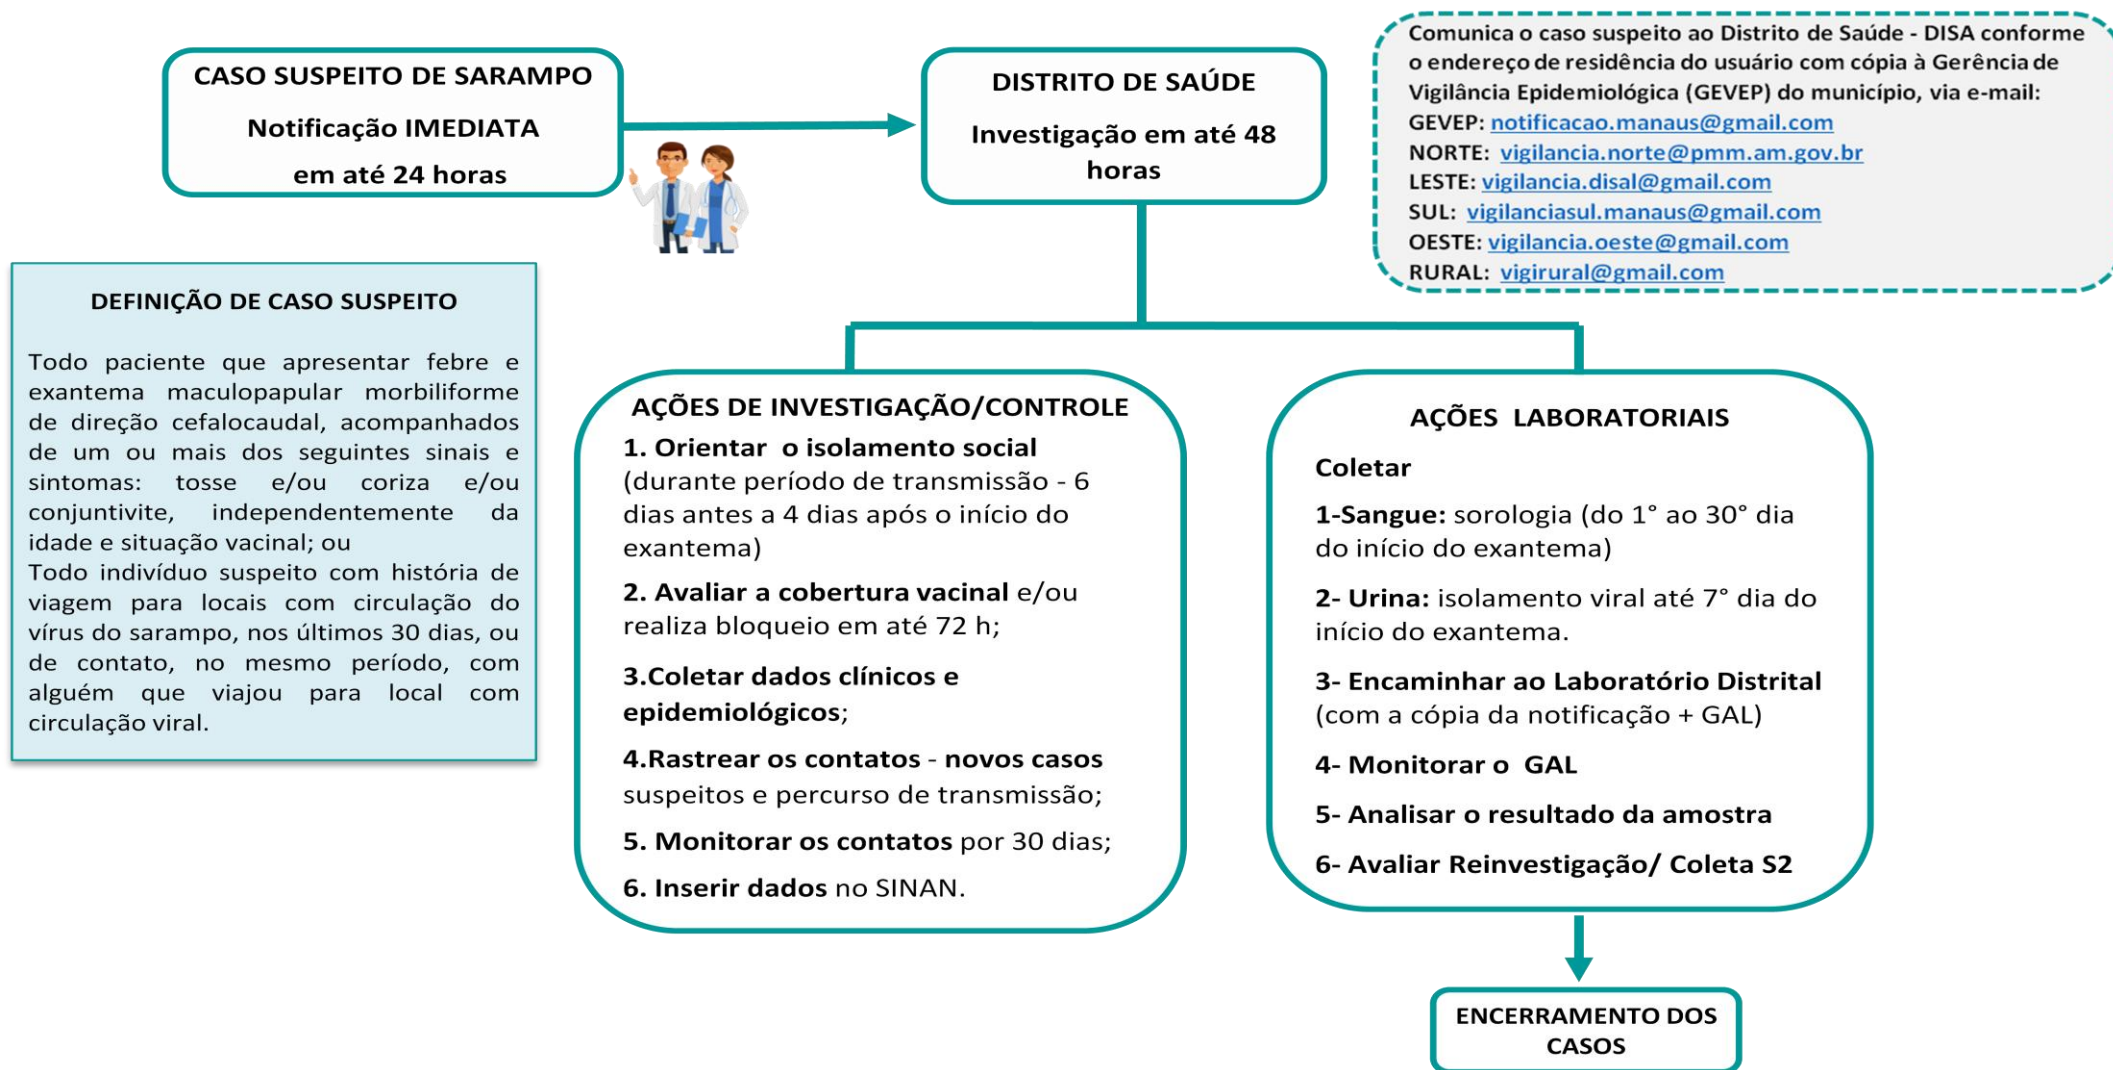 CASO SUSPEITO DE SARAMPO
Notificação IMEDIATA
em até 24 horas
DISTRITO DE SAÚDE
Investigação em até 48
horas
Comunica o caso suspeito ao Distrito de Saúde - DISA conforme
o endereço de residência do usuário com cópia à Gerência de
Vigilância Epidemiológica (GEVEP) do município, via e-mail:
GEVEP: notificacao.manaus@gmail.com
NORTE: vigilancia.norte@pmm.am.gov.br
LESTE: vigilancia.disal@gmail.com
SUL: vigilanciasul.manaus@gmail.com
OESTE: vigilancia.oeste@gmail.com
RURAL: vigirural@gmail.com
DEFINIÇÃO DE CASO SUSPEITO
Todo paciente que apresentar febre e
exantema maculopapular morbiliforme
de direção cefalocaudal, acompanhados
de um ou mais dos seguintes sinais e
sintomas: tosse e/ou coriza e/ou
conjuntivite, independentemente da
idade e situação vacinal; ou
Todo indivíduo suspeito com história de
viagem para locais com circulação do
vírus do sarampo, nos últimos 30 dias, ou
de contato, no mesmo período, com
alguém que viajou para local com
circulação viral.
AÇÕES DE INVESTIGAÇÃO/CONTROLE
1. Orientar o isolamento social
(durante período de transmissão - 6
dias antes a 4 dias após o início do
exantema)
2. Avaliar a cobertura vacinal e/ou
realiza bloqueio em até 72 h;
3.Coletar dados clínicos e
epidemiológicos;
4.Rastrear os contatos - novos casos
suspeitos e percurso de transmissão;
5. Monitorar os contatos por 30 dias;
6. Inserir dados no SINAN.
AÇÕES LABORATORIAIS
Coletar
1-Sangue: sorologia (do 1° ao 30° dia
do início do exantema)
2- Urina: isolamento viral até 7° dia do
início do exantema.
3- Encaminhar ao Laboratório Distrital
(com a cópia da notificação + GAL)
4- Monitorar o GAL
5- Analisar o resultado da amostra
6- Avaliar Reinvestigação/ Coleta S2
ENCERRAMENTO DOS
CASOS